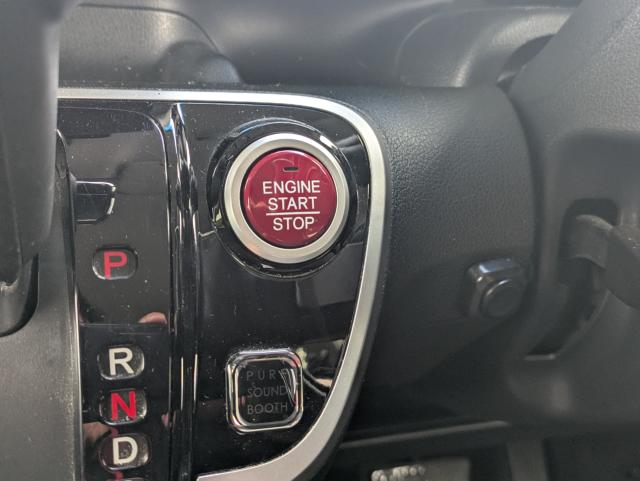 ENGINE
START
STOP
P
R
N
D
PURE
SOUND
BOOTH